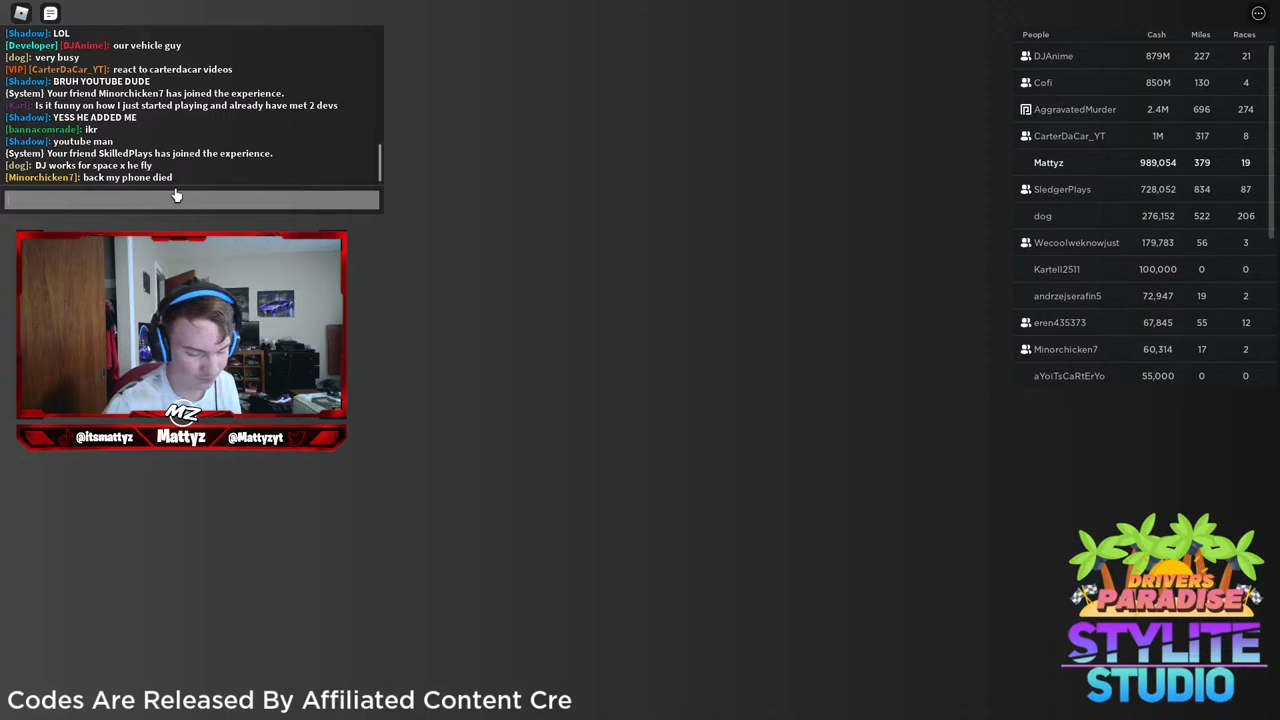 [Shadow]: LOL
[Developer] [DJAnime]: our vehicle guy
[dog]: very busy
[VIP] [CarterDaCar_YT]: react to carterdacar videos
[Shadow]: BRUH YOUTUBE DUDE
{System} Your friend Minorchicken7 has joined the experience.
[Karl]: Is it funny on how I just started playing and already have met 2 devs
[Shadow]: YESS HE ADDED ME
[bannacomrade]: ikr
[Shadow]: youtube man
{System} Your friend SkilledPlays has joined the experience.
[dog]: DJ works for space x he fly
[Minorchicken7]: back my phone died
People Cash Miles Races
DJAnime 879M 227 21
Cofi 850M 130 4
AggravatedMurder 2.4M 696 274
CarterDaCar_YT 1M 317 8
Mattyz 989,054 379 19
SledgerPlays 728,052 834 87
dog 276,152 522 206
Wecoolweknowjust 179,783 56 3
Kartell2511 100,000 0 0
andrzejserafin5 72,947 19 2
eren435373 67,845 55 12
Minorchicken7 60,314 17 2
aYoiTsCaRtErYo 55,000 0 0
MZ
@itsmattyz Mattyz @Mattyzyt
DRIVER'S
PARADISE
STYLITE
STUDIO
Codes Are Released By Affiliated Content Cre